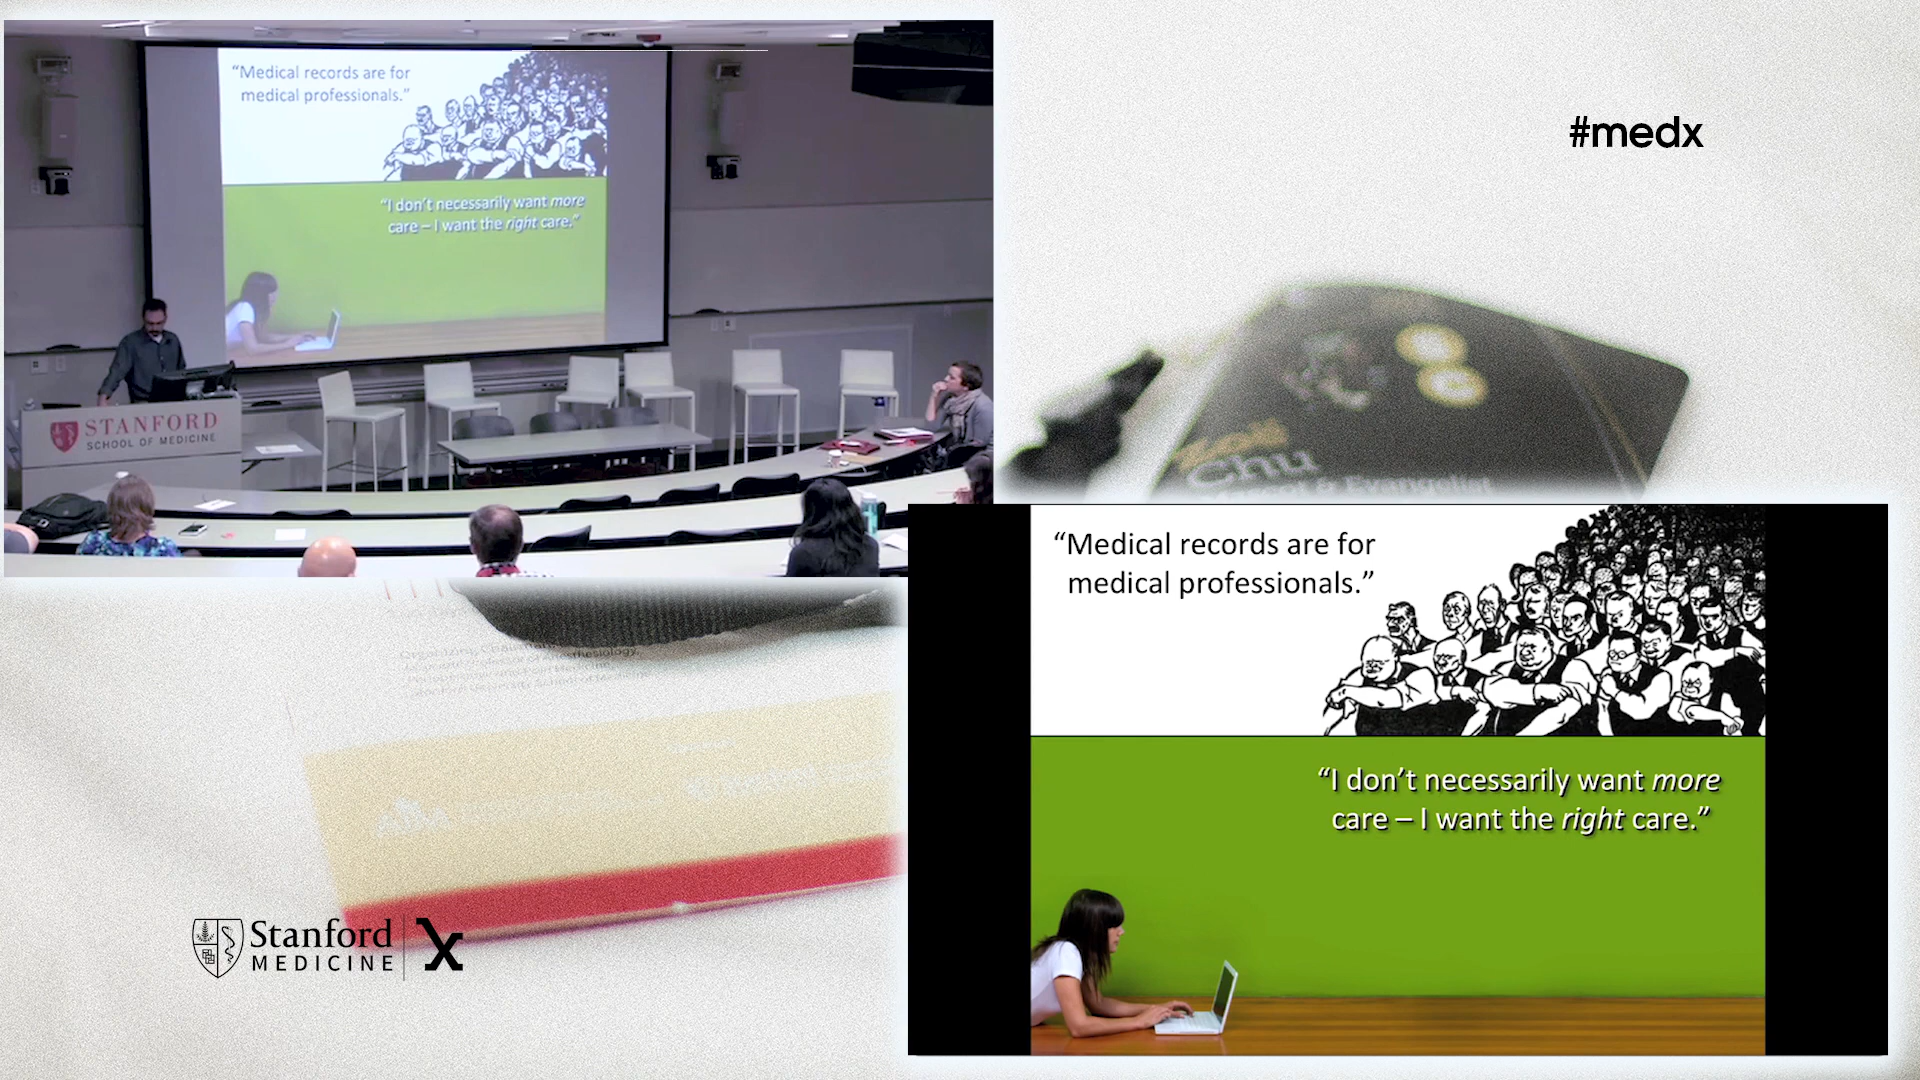 “Medical records are for
medical professionals.”
“I don’t necessarily want more
care – I want the right care.”
STANFORD
SCHOOL OF MEDICINE
#medx
Chu
“Medical records are for
medical professionals.”
“I don’t necessarily want more
care – I want the right care.”
Stanford
MEDICINE
X